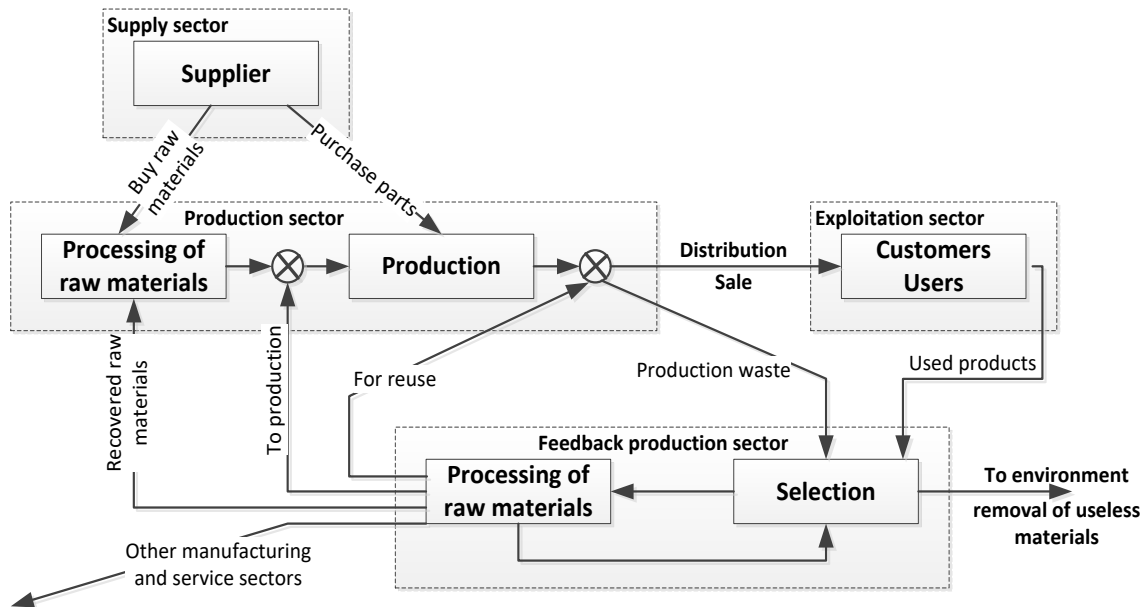 Supply sector
Supplier
Buy raw
materials
Purchase parts
Production sector
Processing of
raw materials
Production
Distribution
Sale
Exploitation sector
Customers
Users
Recovered raw
materials
To production
For reuse
Production waste
Used products
Feedback production sector
Processing of
raw materials
Selection
To environment
removal of useless
materials
Other manufacturing
and service sectors